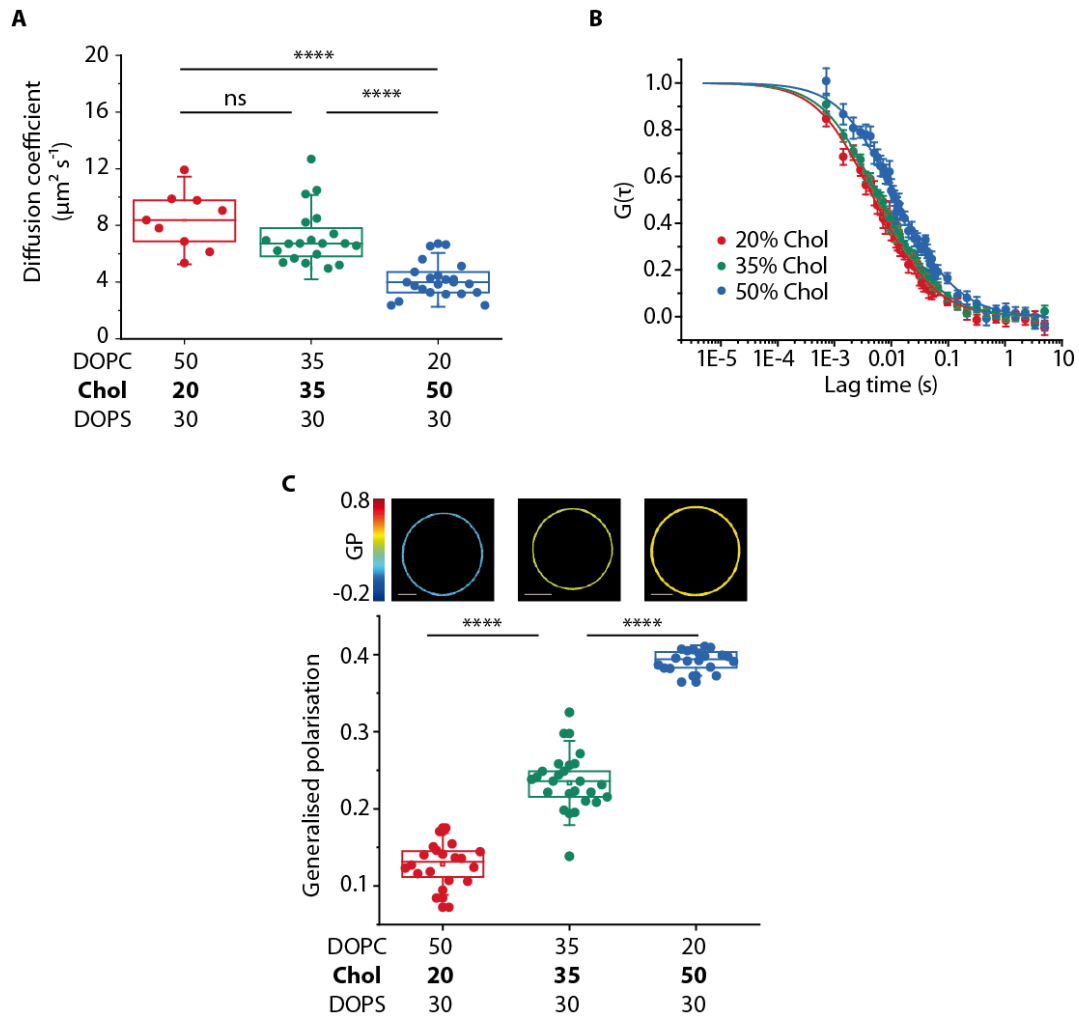 A
Diffusion coefficient
(μm² s⁻¹)
20
16
12
8
4
0
****
ns
****
DOPC 50 35 20
Chol 20 35 50
DOPS 30 30 30
B
G(τ)
1.0
0.8
0.6
0.4
0.2
0.0
20% Chol
35% Chol
50% Chol
1E-5 1E-4 1E-3 0.01 0.1 1 10
Lag time (s)
C
0.8
GP
-0.2
Generalised polarisation
**** ****
0.4
0.3
0.2
0.1
DOPC 50 35 20
Chol 20 35 50
DOPS 30 30 30